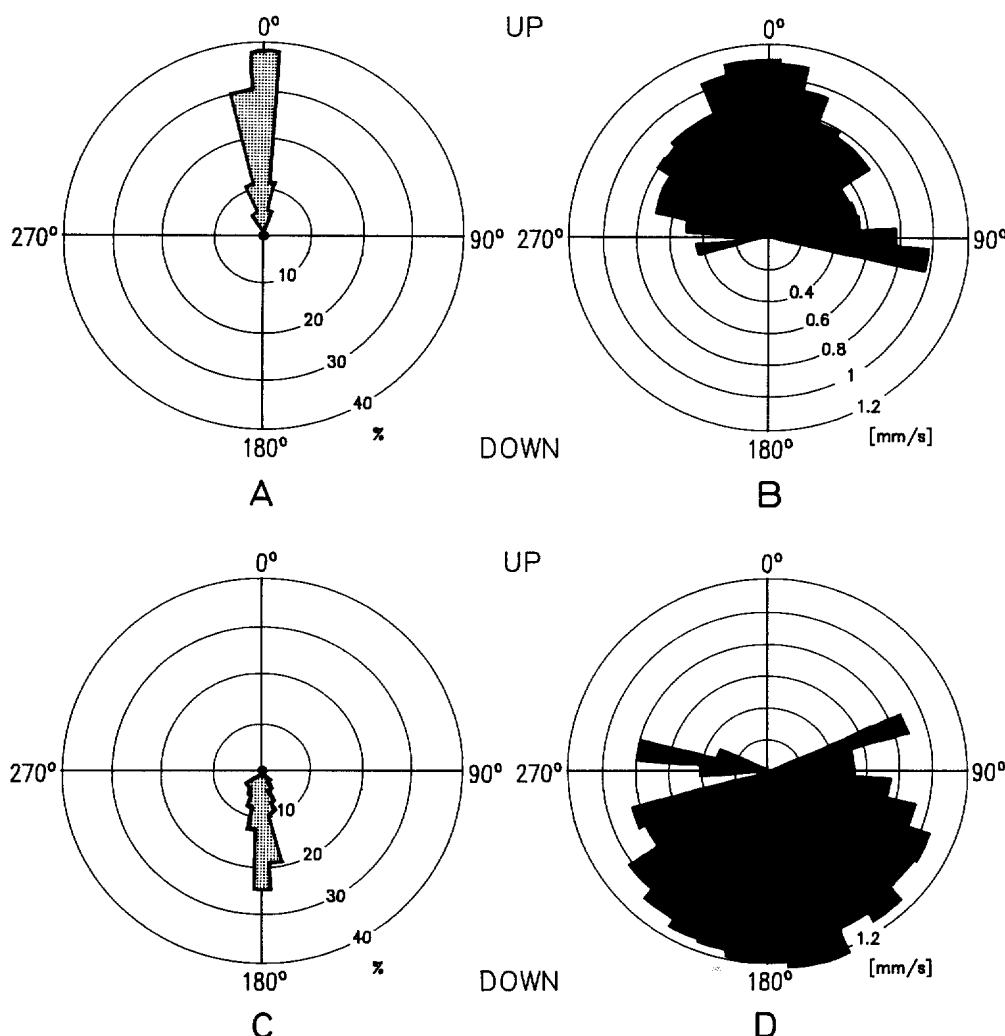 0° UP 0°
270° 90° 270° 90°
10 0.4
20 0.6
30 0.8
40 1
% 1.2
[mm/s]
180° DOWN 180°
A B
0° UP 0°
270° 90° 270° 90°
10
20
30
40 1.2
% [mm/s]
180° DOWN 180°
C D